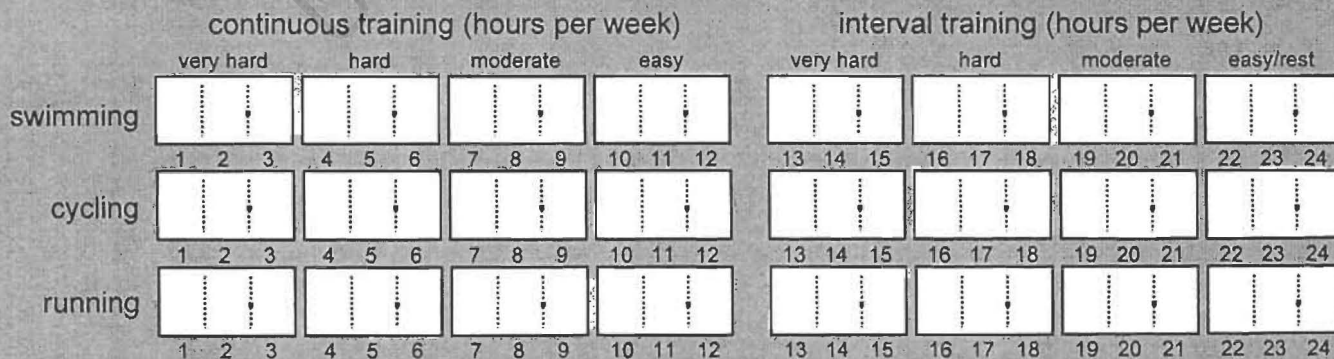 continuous training (hours per week) interval training (hours per week)
very hard hard moderate easy very hard hard moderate easy/rest
swimming
1 2 3 4 5 6 7 8 9 10 11 12 13 14 15 16 17 18 19 20 21 22 23 24
cycling
1 2 3 4 5 6 7 8 9 10 11 12 13 14 15 16 17 18 19 20 21 22 23 24
running
1 2 3 4 5 6 7 8 9 10 11 12 13 14 15 16 17 18 19 20 21 22 23 24